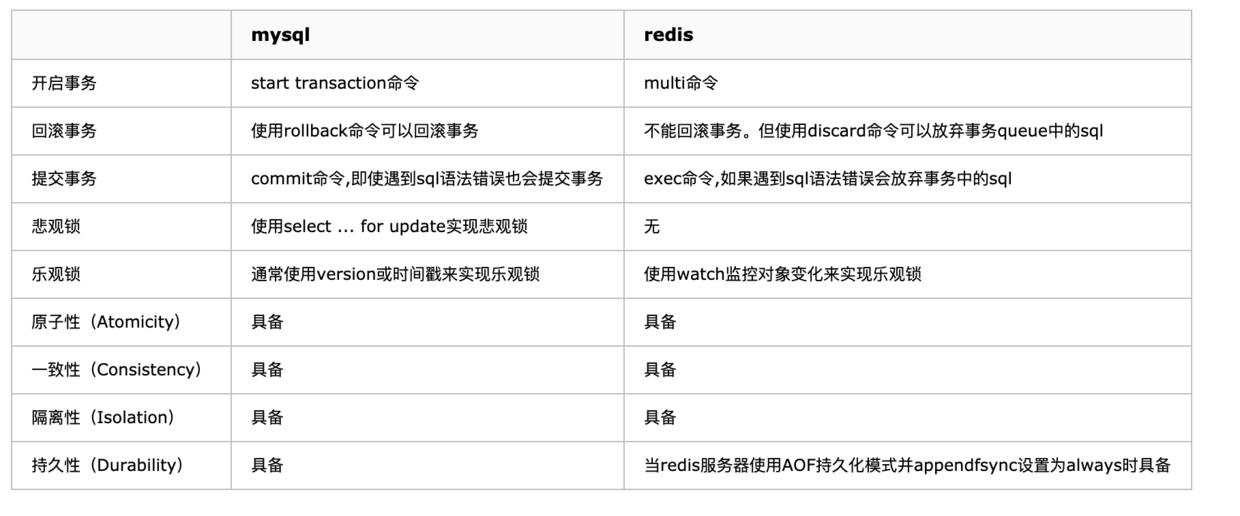 mysql redis
开启事务 start transaction命令 multi命令
回滚事务 使用rollback命令可以回滚事务 不能回滚事务。但使用discard命令可以放弃事务queue中的sql
提交事务 commit命令,即使遇到sql语法错误也会提交事务 exec命令,如果遇到sql语法错误会放弃事务中的sql
悲观锁 使用select ... for update实现悲观锁 无
乐观锁 通常使用version或时间戳来实现乐观锁 使用watch监控对象变化来实现乐观锁
原子性（Atomicity） 具备 具备
一致性（Consistency） 具备 具备
隔离性（Isolation） 具备 具备
持久性（Durability） 具备 当redis服务器使用AOF持久化模式并appendfsync设置为always时具备